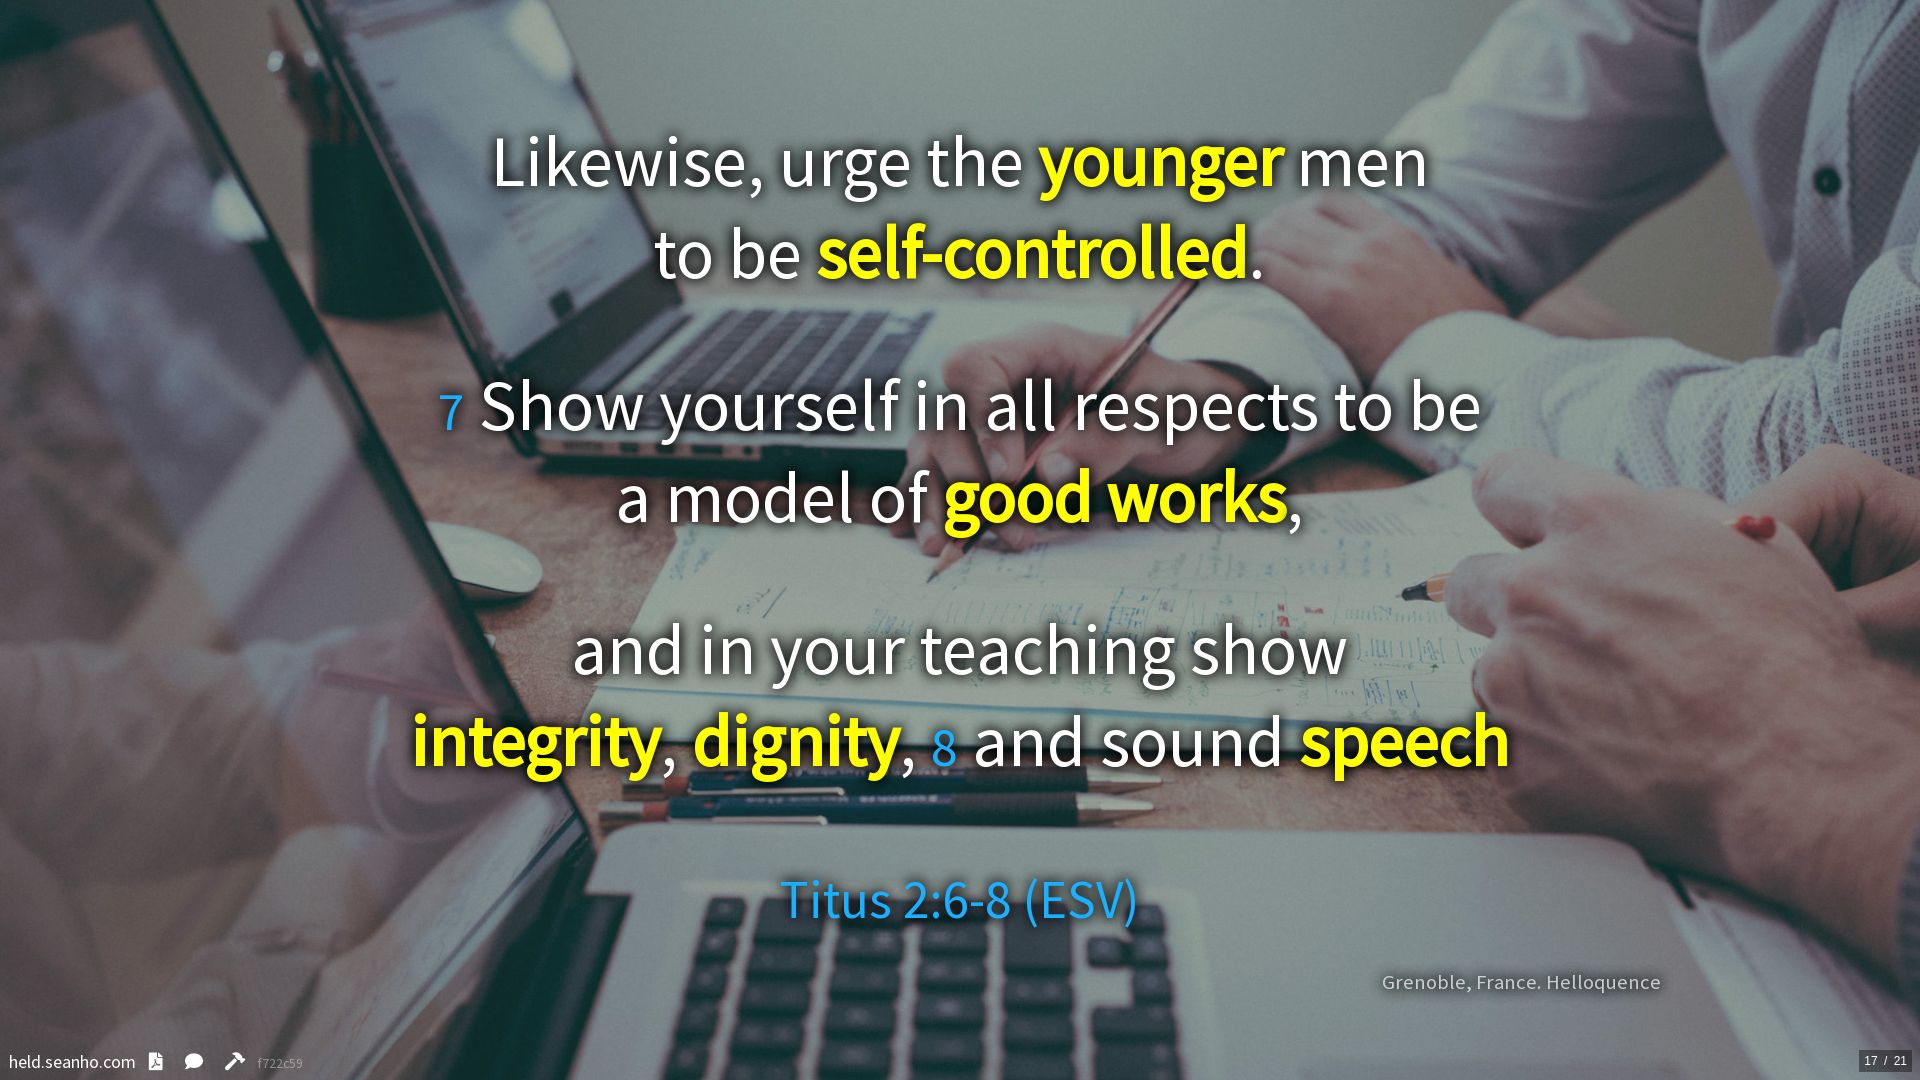 Likewise, urge the younger men
to be self-controlled.
7 Show yourself in all respects to be
a model of good works,
and in your teaching show
integrity, dignity, 8 and sound speech
Titus 2:6-8 (ESV)
Grenoble, France. Helloquence
held.seanho.com f722c59
17 / 21